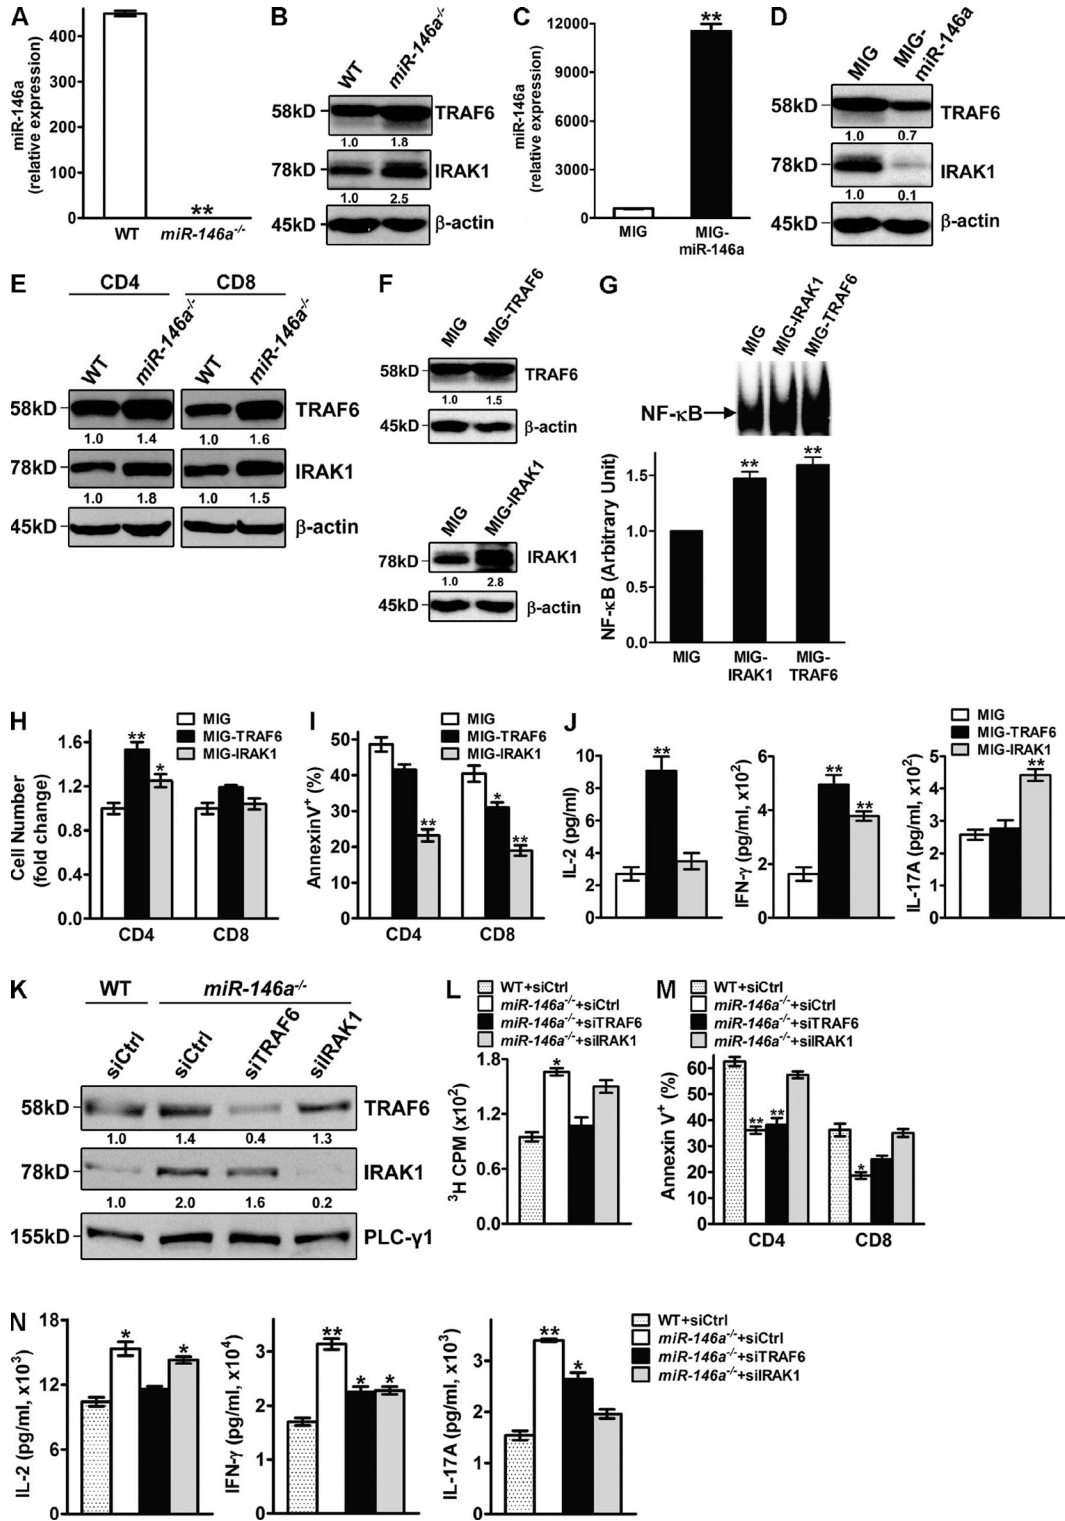 A
miR-146a
(relative expression)
400
300
200
100
0
**
WT
miR-146a-/-
B
WT
miR-146a-/-
58kD
TRAF6
1.0 1.8
78kD
IRAK1
1.0 2.5
45kD
β-actin
C
miR-146a
(relative expression)
12000
9000
6000
3000
0
**
MIG
MIG-
miR-146a
D
MIG
MIG-
miR-146a
58kD
TRAF6
1.0 0.7
78kD
IRAK1
1.0 0.1
45kD
β-actin
E
CD4
CD8
WT
miR-146a-/-
WT
miR-146a-/-
58kD
TRAF6
1.0 1.4 1.0 1.6
78kD
IRAK1
1.0 1.8 1.0 1.5
45kD
β-actin
F
MIG
MIG-TRAF6
58kD
TRAF6
1.0 1.5
45kD
β-actin
MIG
MIG-IRAK1
78kD
IRAK1
1.0 2.8
45kD
β-actin
G
MIG
MIG-IRAK1
MIG-TRAF6
NF-κB
NF-κB (Arbitrary Unit)
1.5
1.0
1.5
0.0
**
**
MIG
MIG-
IRAK1
MIG-
TRAF6
H
MIG
MIG-TRAF6
MIG-IRAK1
Cell Number
(fold change)
1.6
1.2
0.8
0.4
0.0
**
*
CD4
CD8
I
MIG
MIG-TRAF6
MIG-IRAK1
AnnexinV+ (%)
50
40
30
20
10
0
**
*
**
CD4
CD8
J
MIG
MIG-TRAF6
MIG-IRAK1
IL-2 (pg/ml)
10
8
6
4
2
0
**
IFN-γ (pg/ml, x10²)
6
4
2
0
**
**
IL-17A (pg/ml, x10²)
5
4
3
2
1
0
**
K
WT
miR-146a-/-
siCtrl
siCtrl
siTRAF6
siIRAK1
58kD
TRAF6
1.0 1.4 0.4 1.3
78kD
IRAK1
1.0 2.0 1.6 0.2
155kD
PLC-γ1
L
WT+siCtrl
miR-146a-/-+siCtrl
miR-146a-/-+siTRAF6
miR-146a-/-+siIRAK1
³H CPM (x10²)
1.8
1.2
0.6
0.0
*
M
WT+siCtrl
miR-146a-/-+siCtrl
miR-146a-/-+siTRAF6
miR-146a-/-+siIRAK1
Annexin V+ (%)
60
50
40
30
20
10
0
**
**
*
CD4
CD8
N
IL-2 (pg/ml, x10³)
18
12
6
0
*
*
IFN-γ (pg/ml, x10⁴)
3
2
1
0
**
*
*
IL-17A (pg/ml, x10³)
3
2
1
0
**
*
WT+siCtrl
miR-146a-/-+siCtrl
miR-146a-/-+siTRAF6
miR-146a-/-+siIRAK1